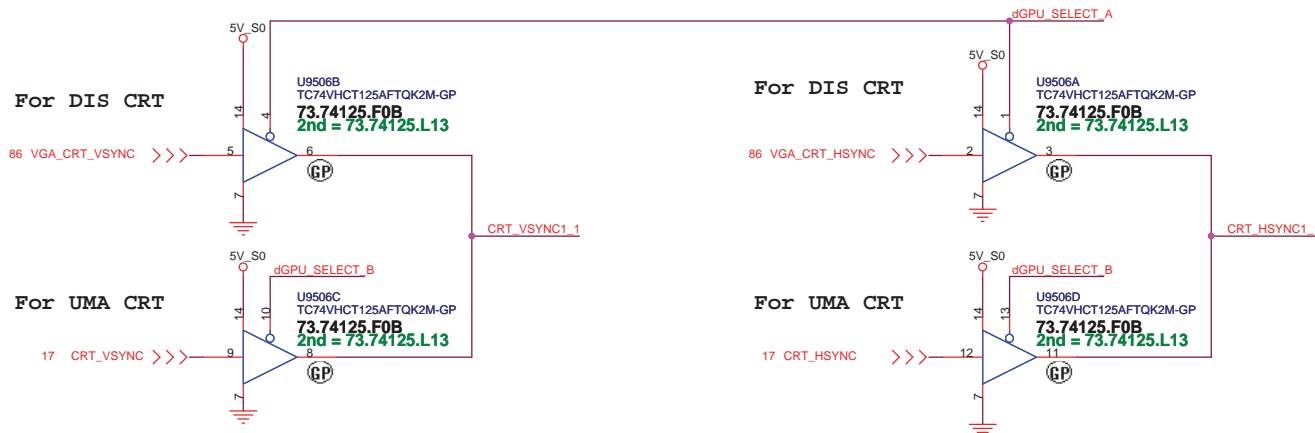 dGPU_SELECT_A
5V_S0
14
4
U9506B
TC74VHCT125AFTQK2M-GP
73.74125.F0B
2nd = 73.74125.L13
For DIS CRT
86 VGA_CRT_VSYNC
5
6
GP
7
5V_S0
14
1
U9506A
TC74VHCT125AFTQK2M-GP
73.74125.F0B
2nd = 73.74125.L13
For DIS CRT
86 VGA_CRT_HSYNC
2
3
GP
7
CRT_VSYNC1_1
CRT_HSYNC1_
5V_S0
dGPU_SELECT_B
14
10
U9506C
TC74VHCT125AFTQK2M-GP
73.74125.F0B
2nd = 73.74125.L13
For UMA CRT
17 CRT_VSYNC
9
8
GP
7
5V_S0
dGPU_SELECT_B
14
13
U9506D
TC74VHCT125AFTQK2M-GP
73.74125.F0B
2nd = 73.74125.L13
For UMA CRT
17 CRT_HSYNC
12
11
GP
7